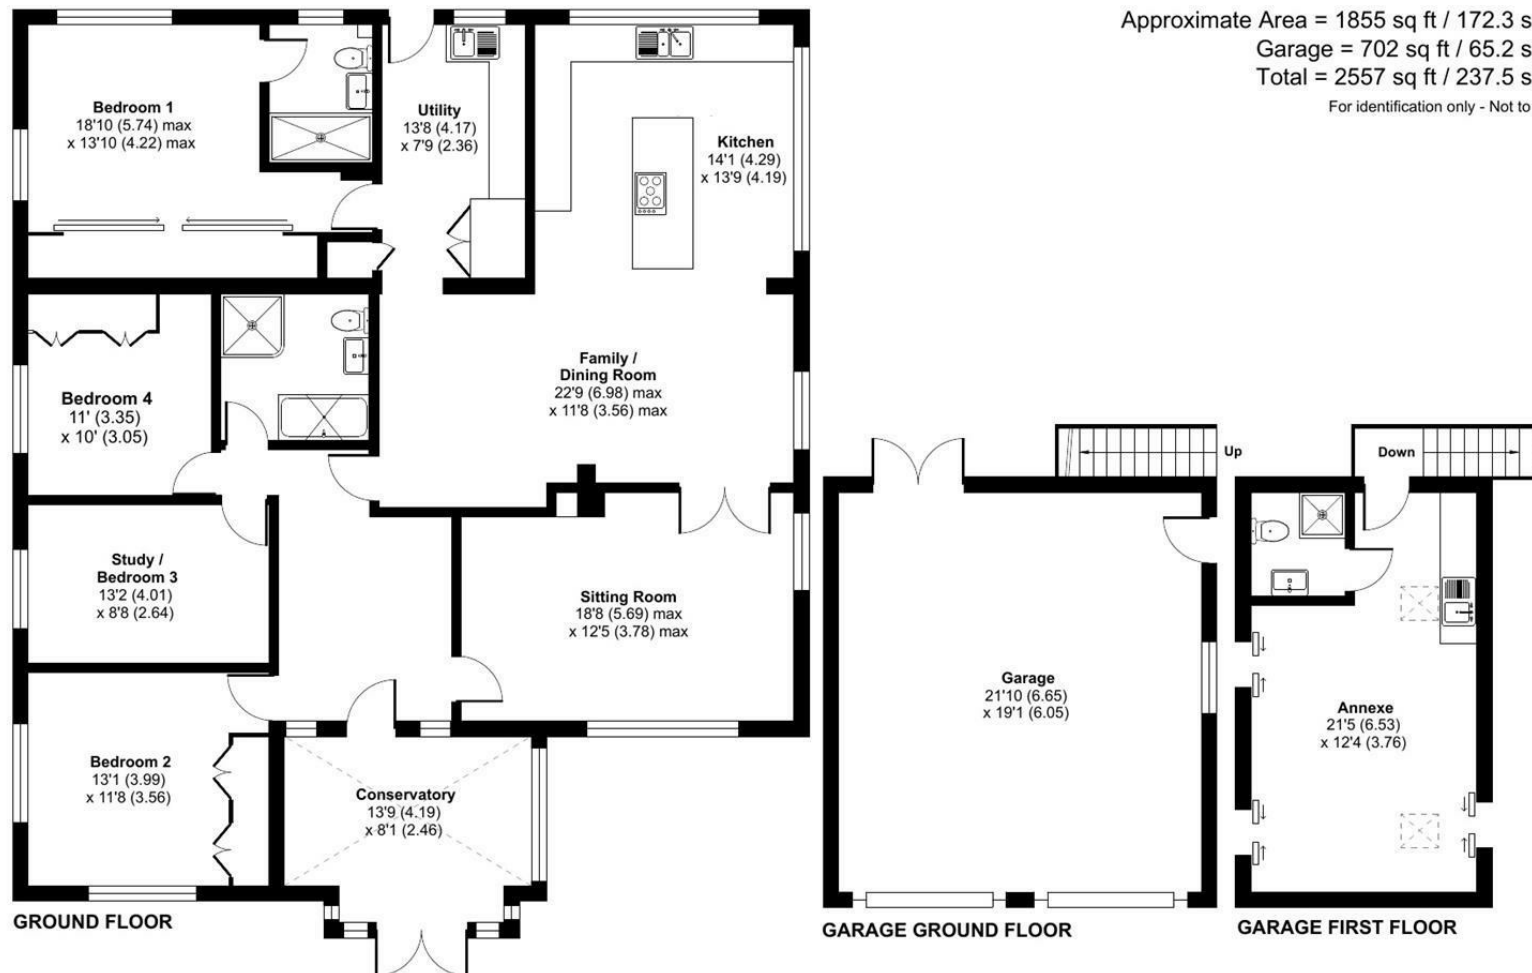 Approximate Area = 1855 sq ft / 172.3 s
Garage = 702 sq ft / 65.2 s
Total = 2557 sq ft / 237.5 s
For identification only - Not to
Bedroom 1
18'10 (5.74) max
x 13'10 (4.22) max
Utility
13'8 (4.17)
x 7'9 (2.36)
Kitchen
14'1 (4.29)
x 13'9 (4.19)
Bedroom 4
11' (3.35)
x 10' (3.05)
Family /
Dining Room
22'9 (6.98) max
x 11'8 (3.56) max
Study /
Bedroom 3
13'2 (4.01)
x 8'8 (2.64)
Sitting Room
18'8 (5.69) max
x 12'5 (3.78) max
Bedroom 2
13'1 (3.99)
x 11'8 (3.56)
Conservatory
13'9 (4.19)
x 8'1 (2.46)
GROUND FLOOR
Up
Garage
21'10 (6.65)
x 19'1 (6.05)
GARAGE GROUND FLOOR
Down
Annexe
21'5 (6.53)
x 12'4 (3.76)
GARAGE FIRST FLOOR